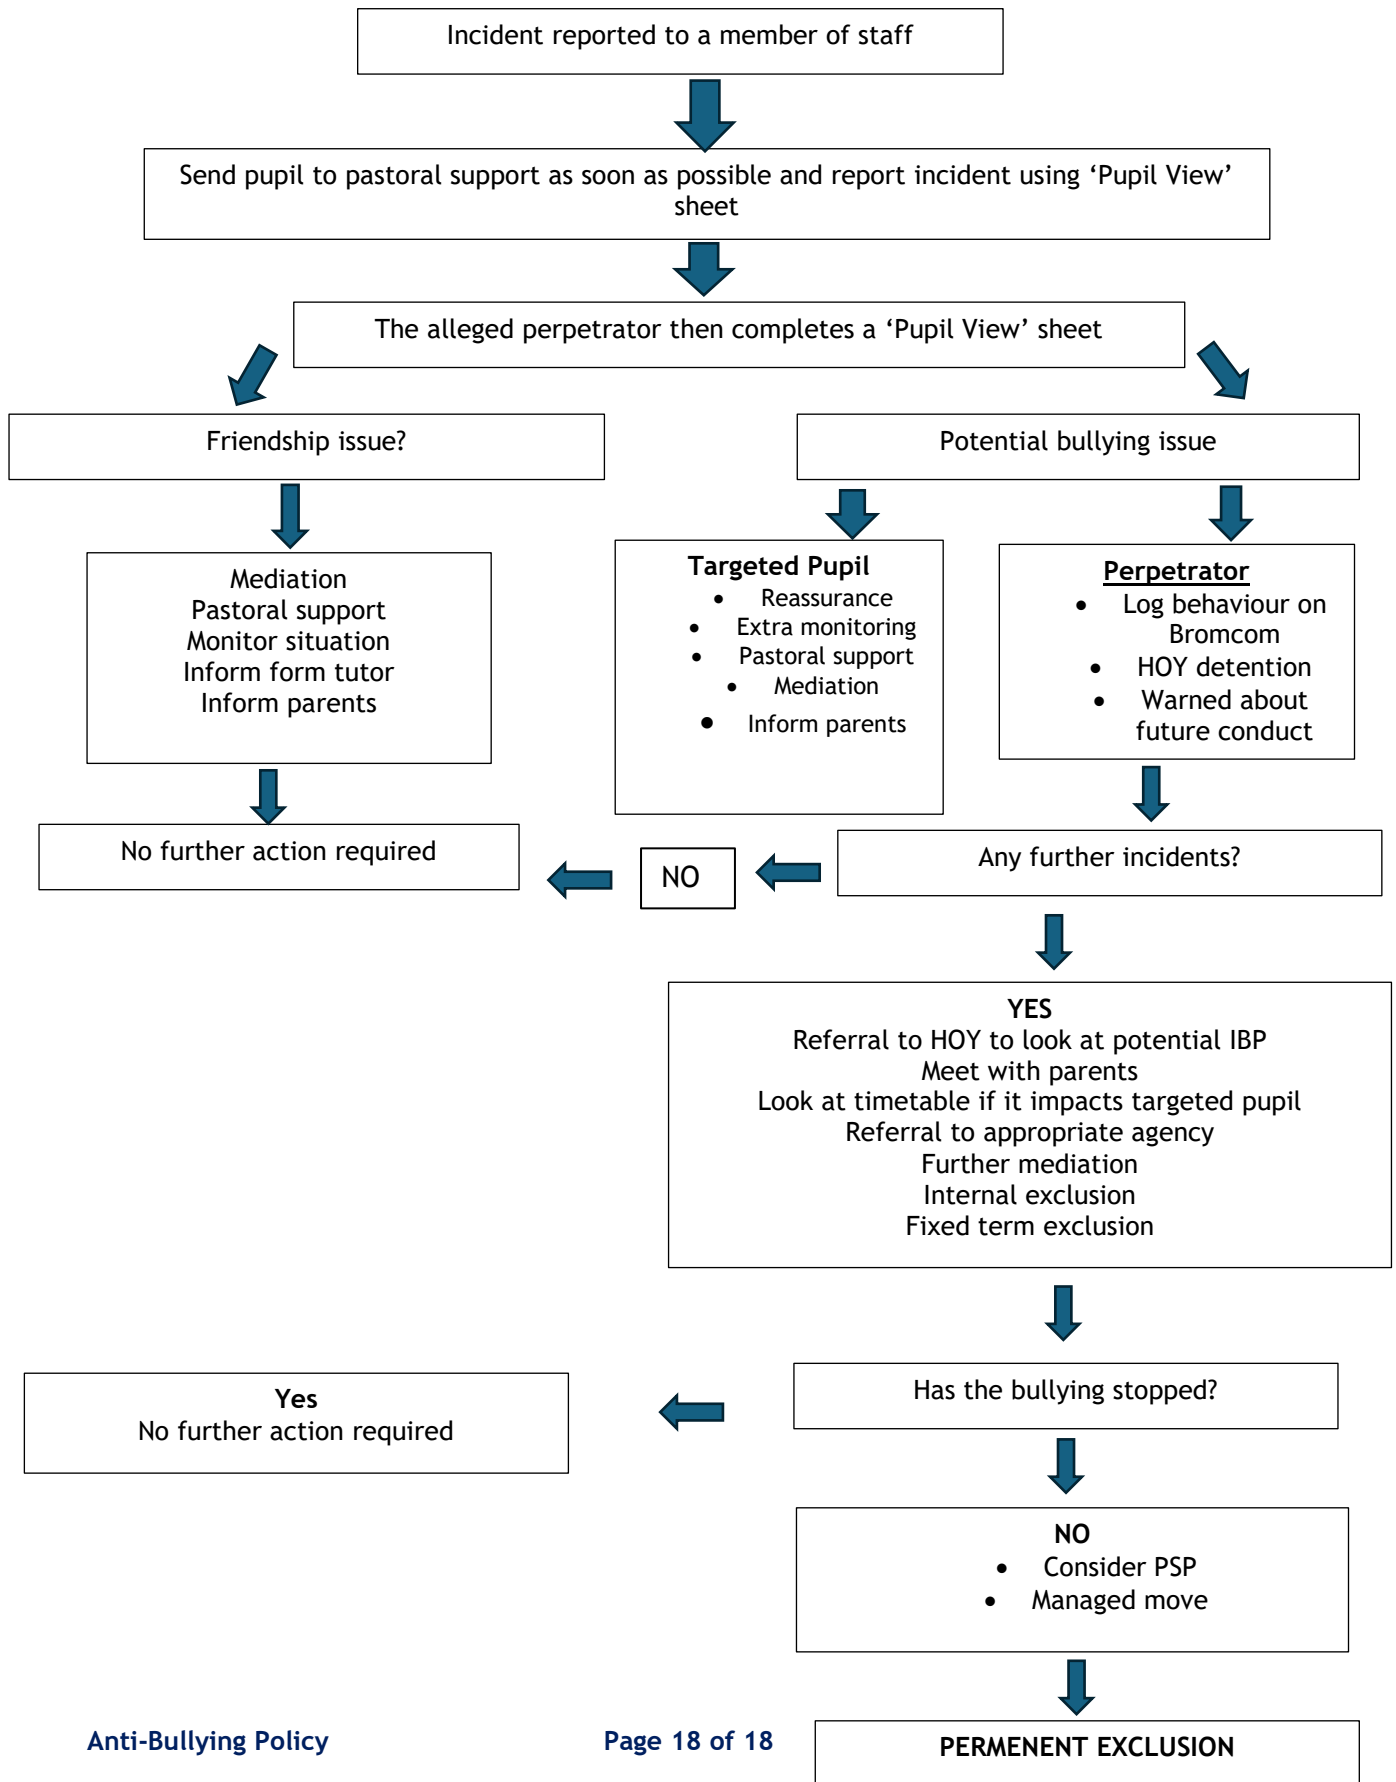 Incident reported to a member of staff
Send pupil to pastoral support as soon as possible and report incident using ‘Pupil View’
sheet
The alleged perpetrator then completes a ‘Pupil View’ sheet
Friendship issue?
Potential bullying issue
Mediation
Pastoral support
Monitor situation
Inform form tutor
Inform parents
Targeted Pupil
• Reassurance
• Extra monitoring
• Pastoral support
• Mediation
• Inform parents
Perpetrator
• Log behaviour on
Bromcom
• HOY detention
• Warned about
future conduct
No further action required
NO
Any further incidents?
YES
Referral to HOY to look at potential IBP
Meet with parents
Look at timetable if it impacts targeted pupil
Referral to appropriate agency
Further mediation
Internal exclusion
Fixed term exclusion
Has the bullying stopped?
Yes
No further action required
NO
• Consider PSP
• Managed move
PERMENENT EXCLUSION
Anti-Bullying Policy
Page 18 of 18